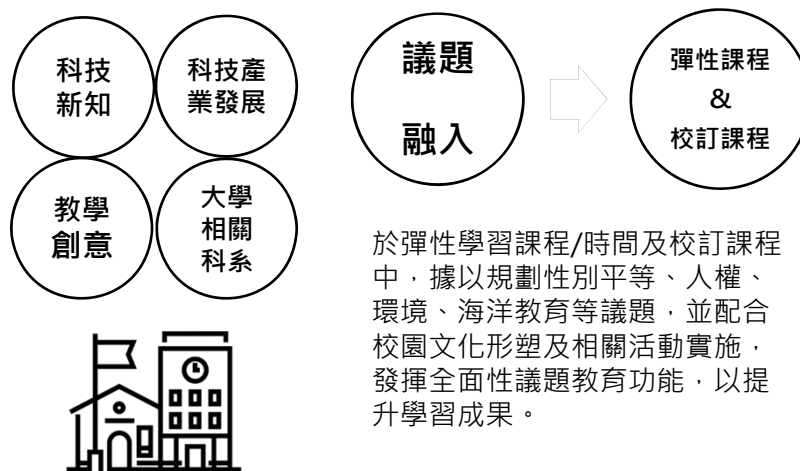 科技
新知
科技產
業發展
教學
創意
大學
相關
科系
議題
融入
彈性課程
&
校訂課程
於彈性學習課程/時間及校訂課程
中，據以規劃性別平等、人權、
環境、海洋教育等議題，並配合
校園文化形塑及相關活動實施，
發揮全面性議題教育功能，以提
升學習成果。